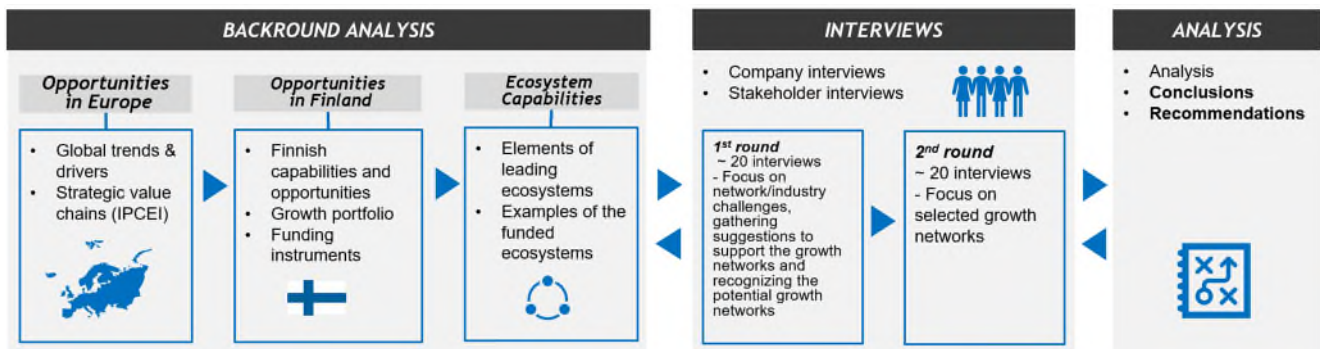 BACKROUND ANALYSIS
Opportunities
in Europe
• Global trends &
drivers
• Strategic value
chains (IPCEI)
Opportunities
in Finland
• Finnish
capabilities and
opportunities
• Growth portfolio
• Funding
instruments
Ecosystem
Capabilities
• Elements of
leading
ecosystems
• Examples of the
funded
ecosystems
INTERVIEWS
• Company interviews
• Stakeholder interviews
1st round
~ 20 interviews
- Focus on
network/industry
challenges,
gathering
suggestions to
support the growth
networks and
recognizing the
potential growth
networks
2nd round
~ 20 interviews
- Focus on
selected growth
networks
ANALYSIS
• Analysis
• Conclusions
• Recommendations